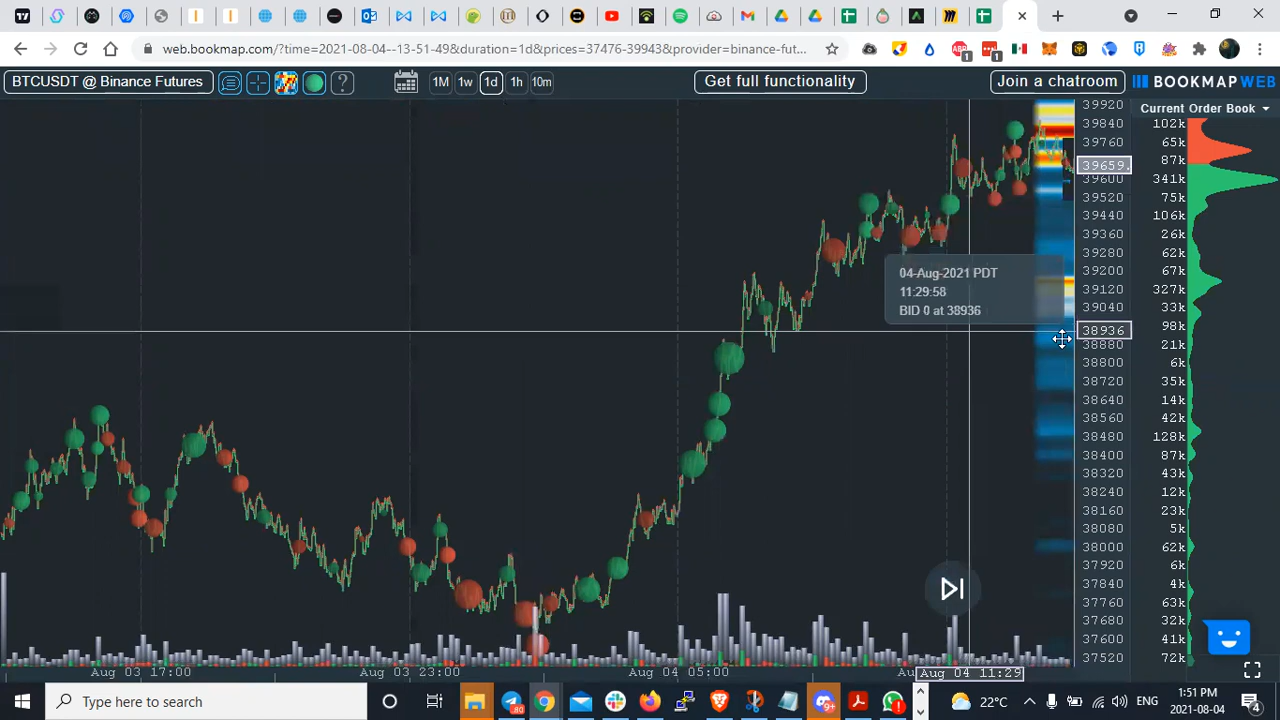 web.bookmap.com/?time=2021-08-04--13-51-49&duration=1d&prices=37476-39943&provider=binance-fut...
BTCUSDT @ Binance Futures
?
1M
1w
1d
1h
10m
Get full functionality
Join a chatroom
BOOKMAP WEB
Current Order Book
39920
39840 102k
39760 65k
87k
39659.
39600 341k
39520 75k
39440 106k
39360 26k
39280 62k
39200 67k
39120 327k
39040 33k
98k
38936
38880 21k
38800 6k
38720 35k
38640 14k
38560 42k
38480 128k
38400 87k
38320 43k
38240 12k
38160 23k
38080 5k
38000 62k
37920 6k
37840 4k
37760 63k
37680 32k
37600 41k
37520 72k
04-Aug-2021 PDT
11:29:58
BID 0 at 38936
Aug 03 17:00
Aug 03 23:00
Aug 04 05:00
Aug 04 11:29
Type here to search
80
9+
22°C
ENG
1:51 PM
2021-08-04
4